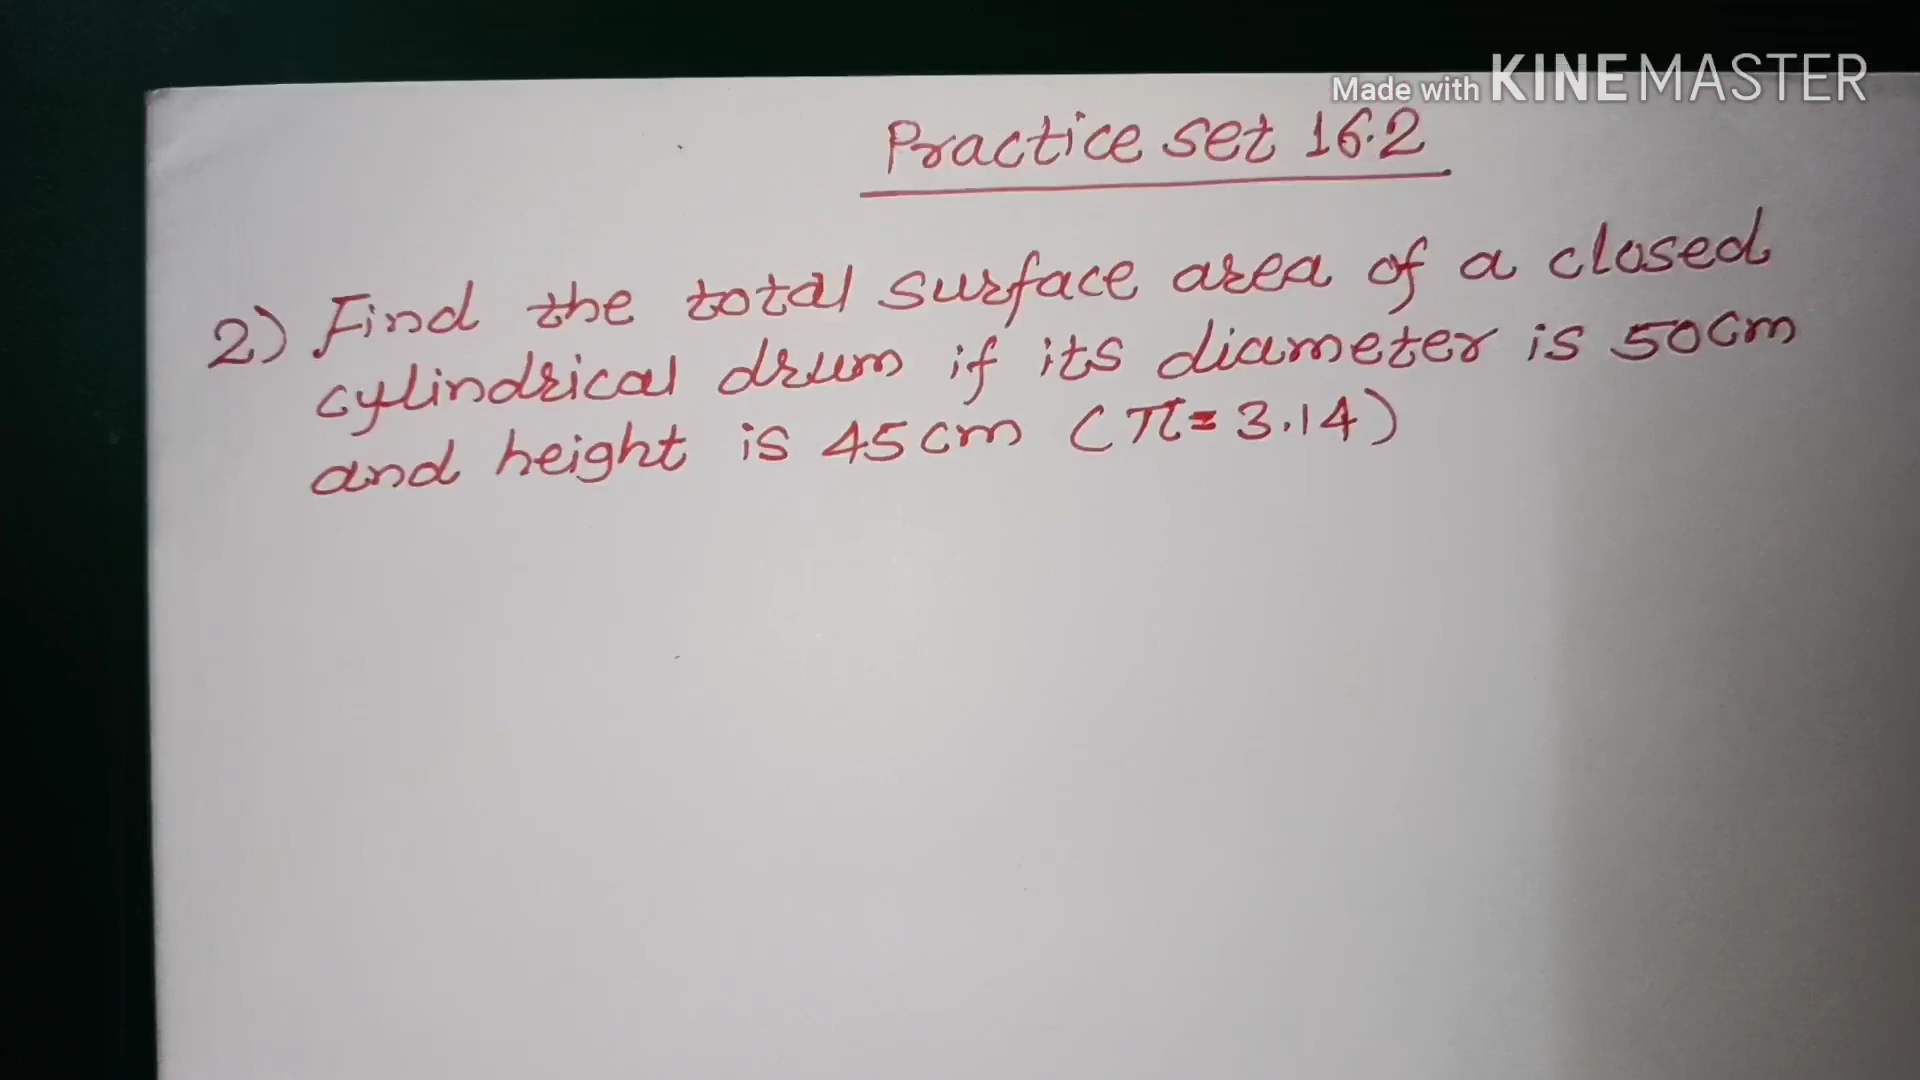 Made with KINEMASTER
Practice set 16.2
2) Find the total surface area of a closed
cylindrical drum if its diameter is 50cm
and height is 45cm (π=3.14)